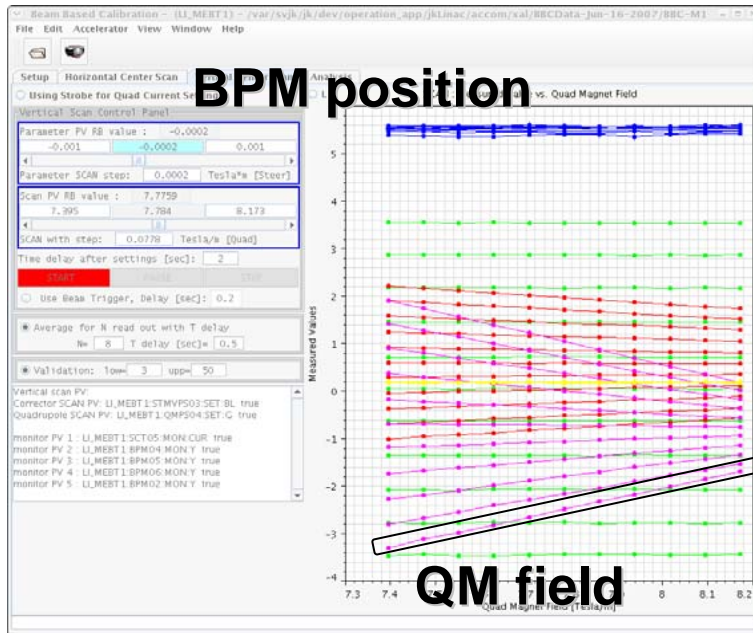 Beam Based Calibration - (LI_MEBT1) - /var/svjk/jk/dev/operation_app/jkLinac/accom/xal/BBCData-Jun-16-2007/BBC-M1
File Edit Accelerator View Window Help
Setup Horizontal Center Scan Analysis
BPM position
Using Strobe for Quad Current
vs. Quad Magnet Field
Vertical Scan Control Panel
Parameter PV RB value : -0.0002
-0.001 -0.0002 0.001
Parameter SCAN step: 0.0002 Tesla*m [Steer]
Scan PV RB value : 7.7759
7.395 7.784 8.173
SCAN with step: 0.0778 Tesla/m [Quad]
Time delay after settings [sec]: 2
START PAUSE STOP
Use Beam Trigger, Delay [sec]: 0.2
Average for N read out with T delay
N= 8 T delay [sec]= 0.5
Validation: low= 3 upp= 50
Vertical scan PV:
Corrector SCAN PV: LI_MEBT1:STMVPS03:SET:BL true
Quadrupole SCAN PV: LI_MEBT1:QMPS04:SET:G true
monitor PV 1 : LI_MEBT1:SCT05:MON:CUR true
monitor PV 2 : LI_MEBT1:BPM04:MON:Y true
monitor PV 3 : LI_MEBT1:BPM05:MON:Y true
monitor PV 4 : LI_MEBT1:BPM06:MON:Y true
monitor PV 5 : LI_MEBT1:BPM02:MON:Y true
Measured Values
5
4
3
2
1
0
-1
-2
-3
-4
7.3 7.4 7.5 8 8.1 8.2
QM field
Quad Magnet Field [Tesla/m]